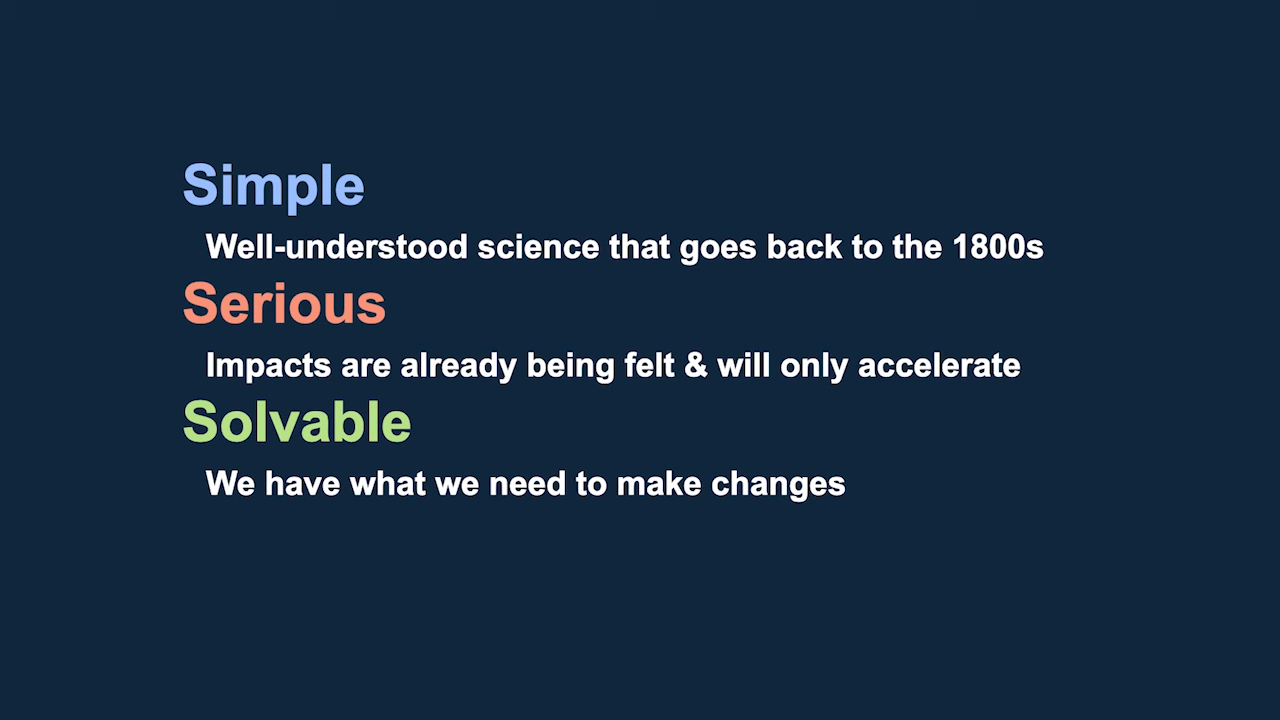 Simple
Well-understood science that goes back to the 1800s
Serious
Impacts are already being felt & will only accelerate
Solvable
We have what we need to make changes